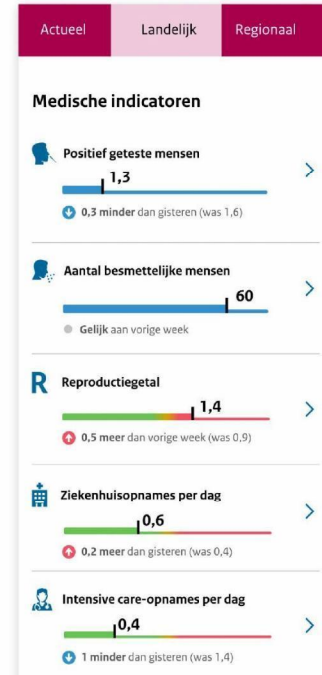 Actueel
Landelijk
Regionaal
Medische indicatoren
Positief geteste mensen
1,3
0,3 minder dan gisteren (was 1,6)
Aantal besmettelijke mensen
60
Gelijk aan vorige week
R Reproductiegetal
1,4
0,5 meer dan vorige week (was 0,9)
Ziekenhuisopnames per dag
0,6
0,2 meer dan gisteren (was 0,4)
Intensive care-opnames per dag
0,4
1 minder dan gisteren (was 1,4)